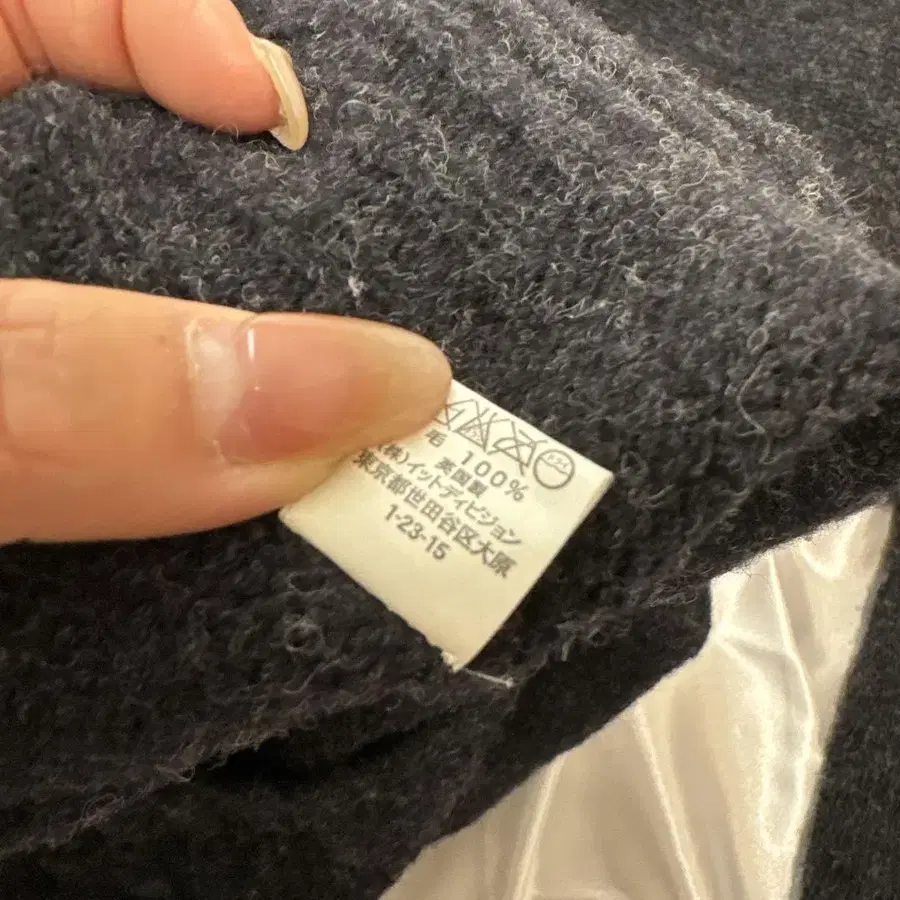 毛 100%
英国製
(株)イットディビジョン
東京都世田谷区大原
1-23-15